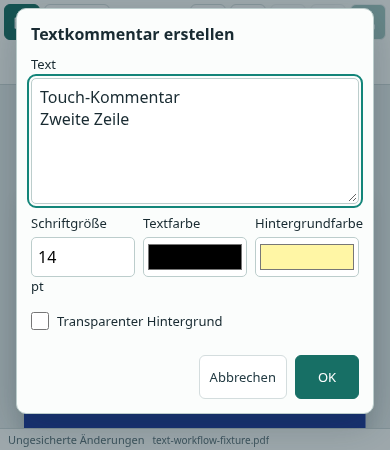 Textkommentar erstellen
Text
Touch-Kommentar
Zweite Zeile
Schriftgröße Textfarbe Hintergrundfarbe
14
pt
Transparenter Hintergrund
Abbrechen OK
Ungesicherte Änderungen text-workflow-fixture.pdf